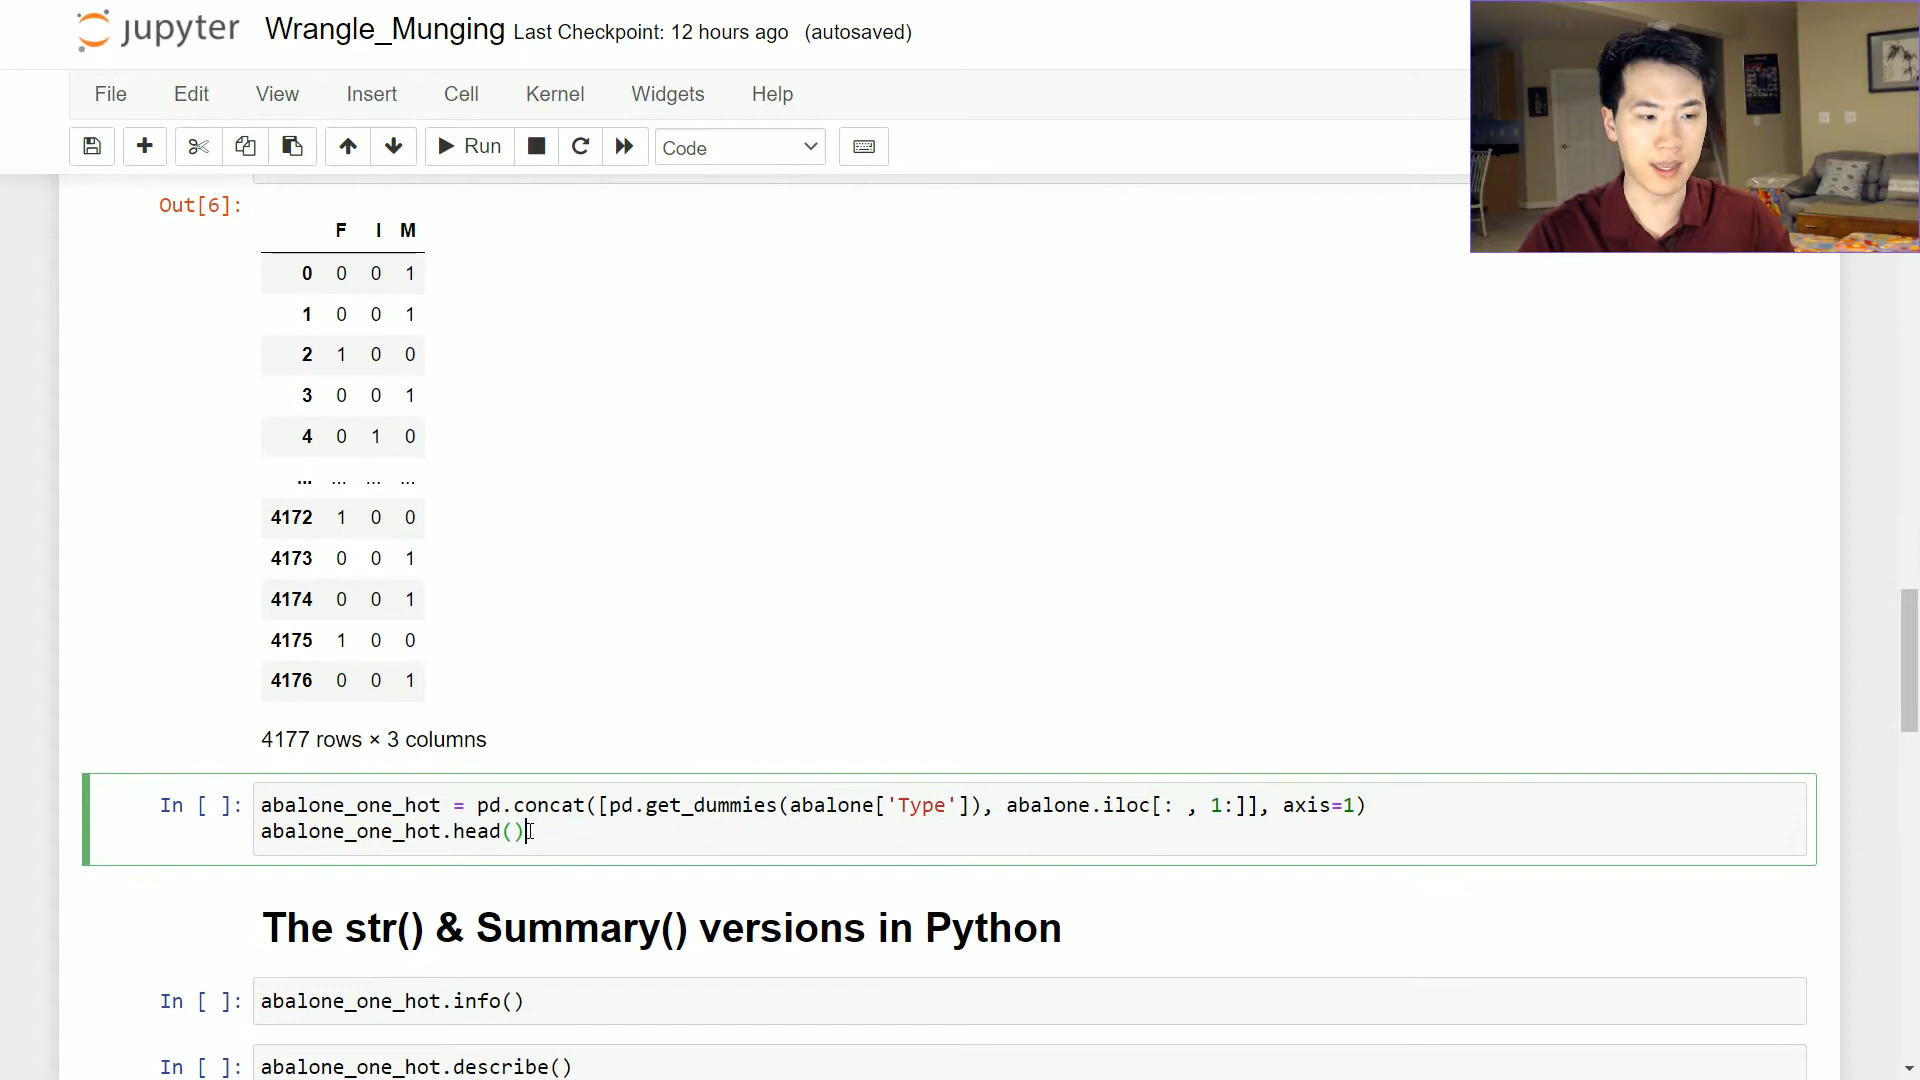 jupyter Wrangle_Munging Last Checkpoint: 12 hours ago (autosaved)
File Edit View Insert Cell Kernel Widgets Help
Run Code
Out[6]:
F I M
0 0 0 1
1 0 0 1
2 1 0 0
3 0 0 1
4 0 1 0
... ... ... ...
4172 1 0 0
4173 0 0 1
4174 0 0 1
4175 1 0 0
4176 0 0 1
4177 rows × 3 columns
In [ ]: abalone_one_hot = pd.concat([pd.get_dummies(abalone['Type']), abalone.iloc[: , 1:]], axis=1)
abalone_one_hot.head()
The str() & Summary() versions in Python
In [ ]: abalone_one_hot.info()
In [ ]: abalone_one_hot.describe()